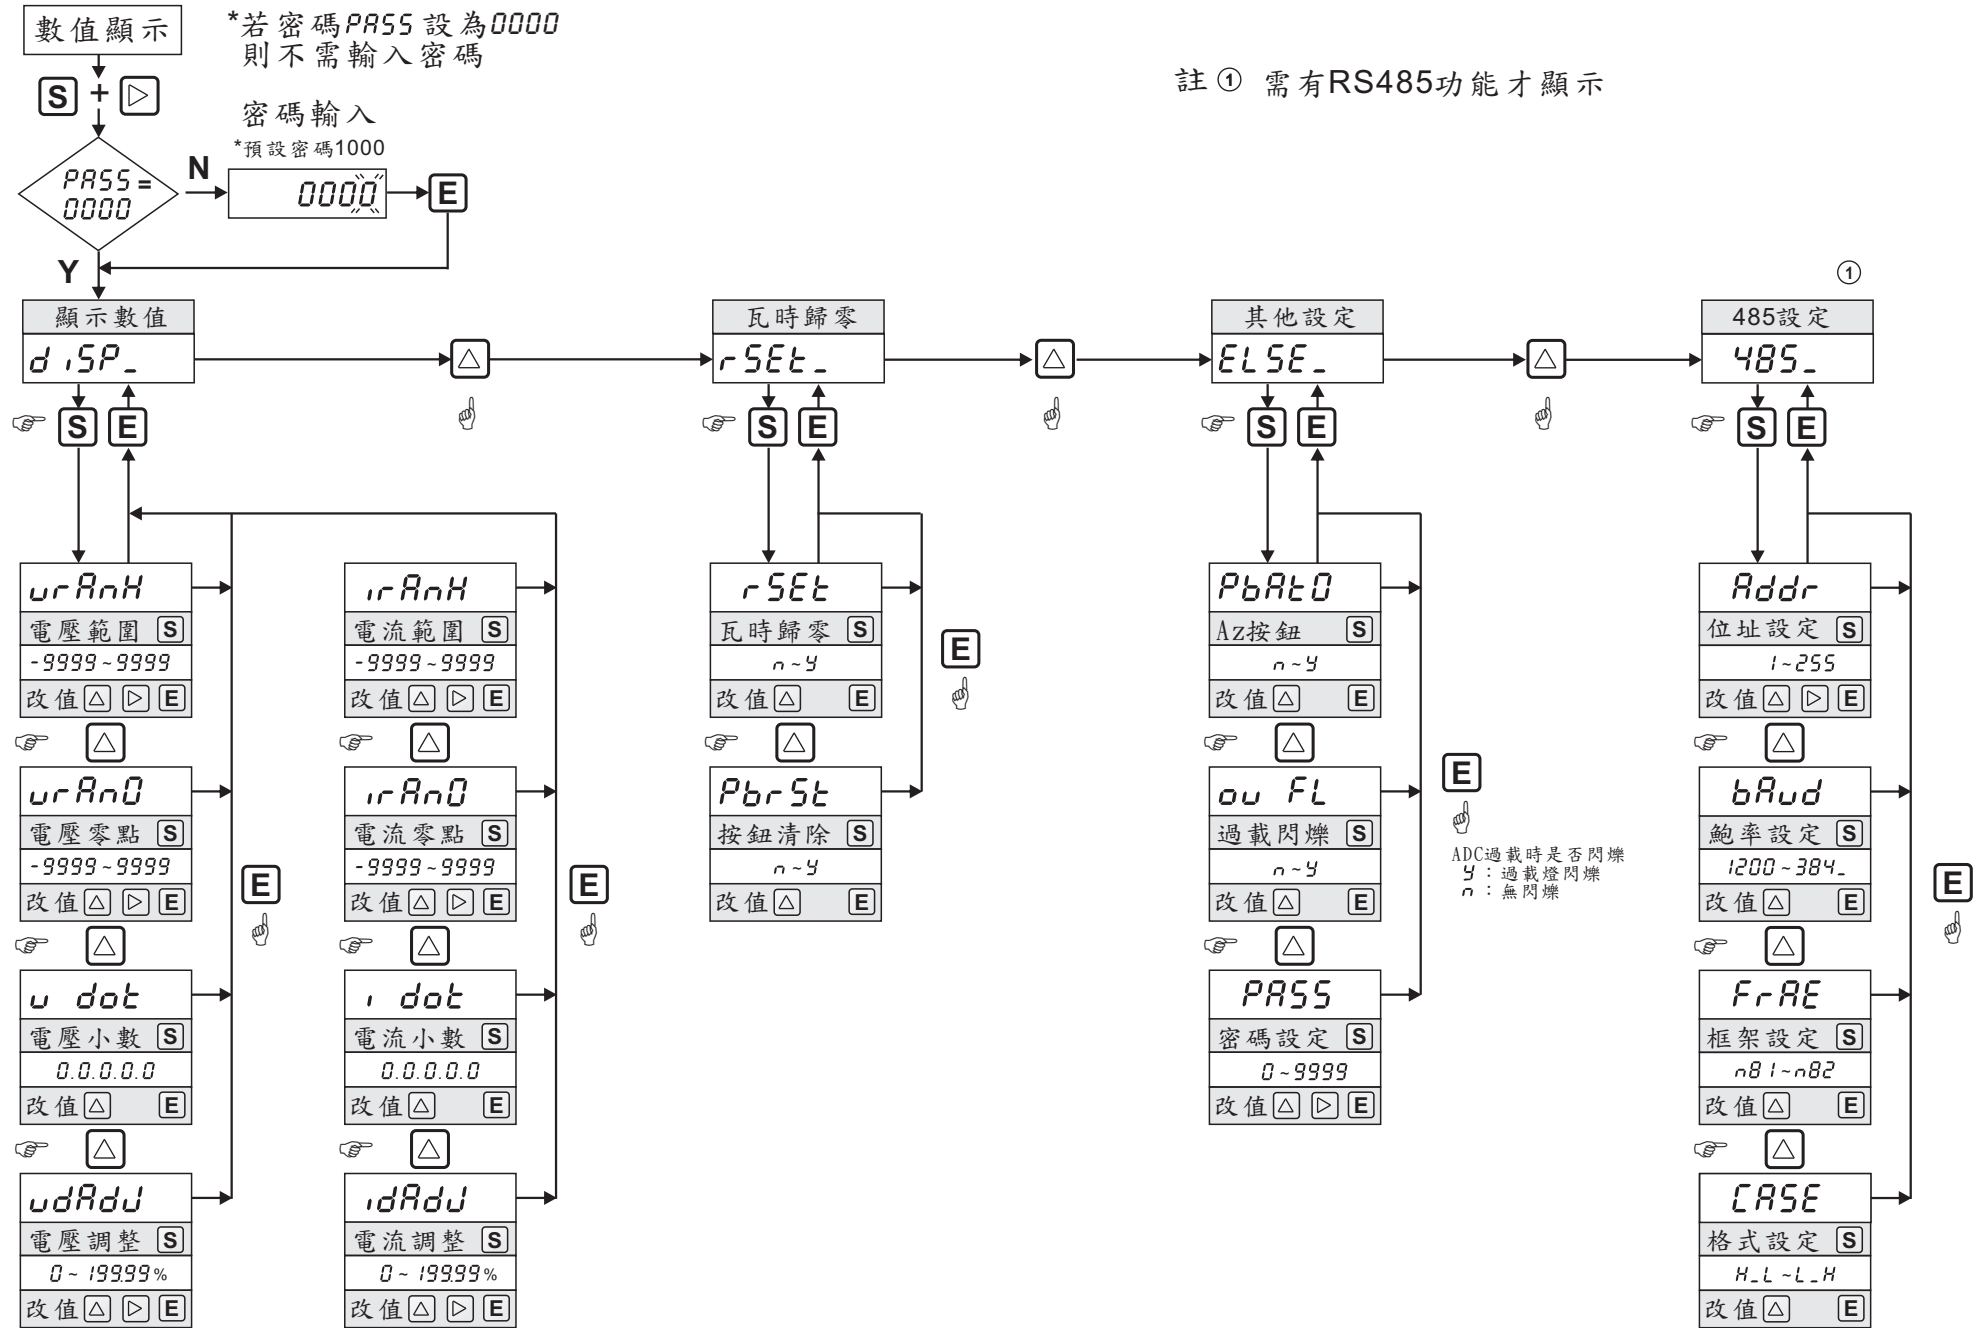 數值顯示
*若密碼PASS設為0000
則不需輸入密碼
S + ▷
註① 需有RS485功能才顯示
密碼輸入
*預設密碼1000
PASS=
0000
N
0000
E
Y
顯示數值
dISP_
△
S E
瓦時歸零
rSEt_
△
S E
其他設定
ELSE_
△
S E
①
485設定
485_
S E
vrAnH
電壓範圍 S
-9999~9999
改值△ ▷ E
△
vrAn0
電壓零點 S
-9999~9999
改值△ ▷ E
△
v dot
電壓小數 S
0.0.0.0.0
改值△ E
△
vdAdJ
電壓調整 S
0~199.99%
改值△ ▷ E
E
IrAnH
電流範圍 S
-9999~9999
改值△ ▷ E
△
IrAn0
電流零點 S
-9999~9999
改值△ ▷ E
△
I dot
電流小數 S
0.0.0.0.0
改值△ E
△
IdAdJ
電流調整 S
0~199.99%
改值△ ▷ E
E
rSEt
瓦時歸零 S
n~y
改值△ E
△
PbrSt
按鈕清除 S
n~y
改值△ E
E
PbAt0
Az按鈕 S
n~y
改值△ E
△
ov FL
過載閃爍 S
n~y
改值△ E
△
PASS
密碼設定 S
0~9999
改值△ ▷ E
E
ADC過載時是否閃爍
y：過載燈閃爍
n：無閃爍
Addr
位址設定 S
1~255
改值△ ▷ E
△
bAud
鮑率設定 S
1200~384_
改值△ E
△
FrAE
框架設定 S
n81~n82
改值△ E
△
CASE
格式設定 S
H_L~L_H
改值△ E
E